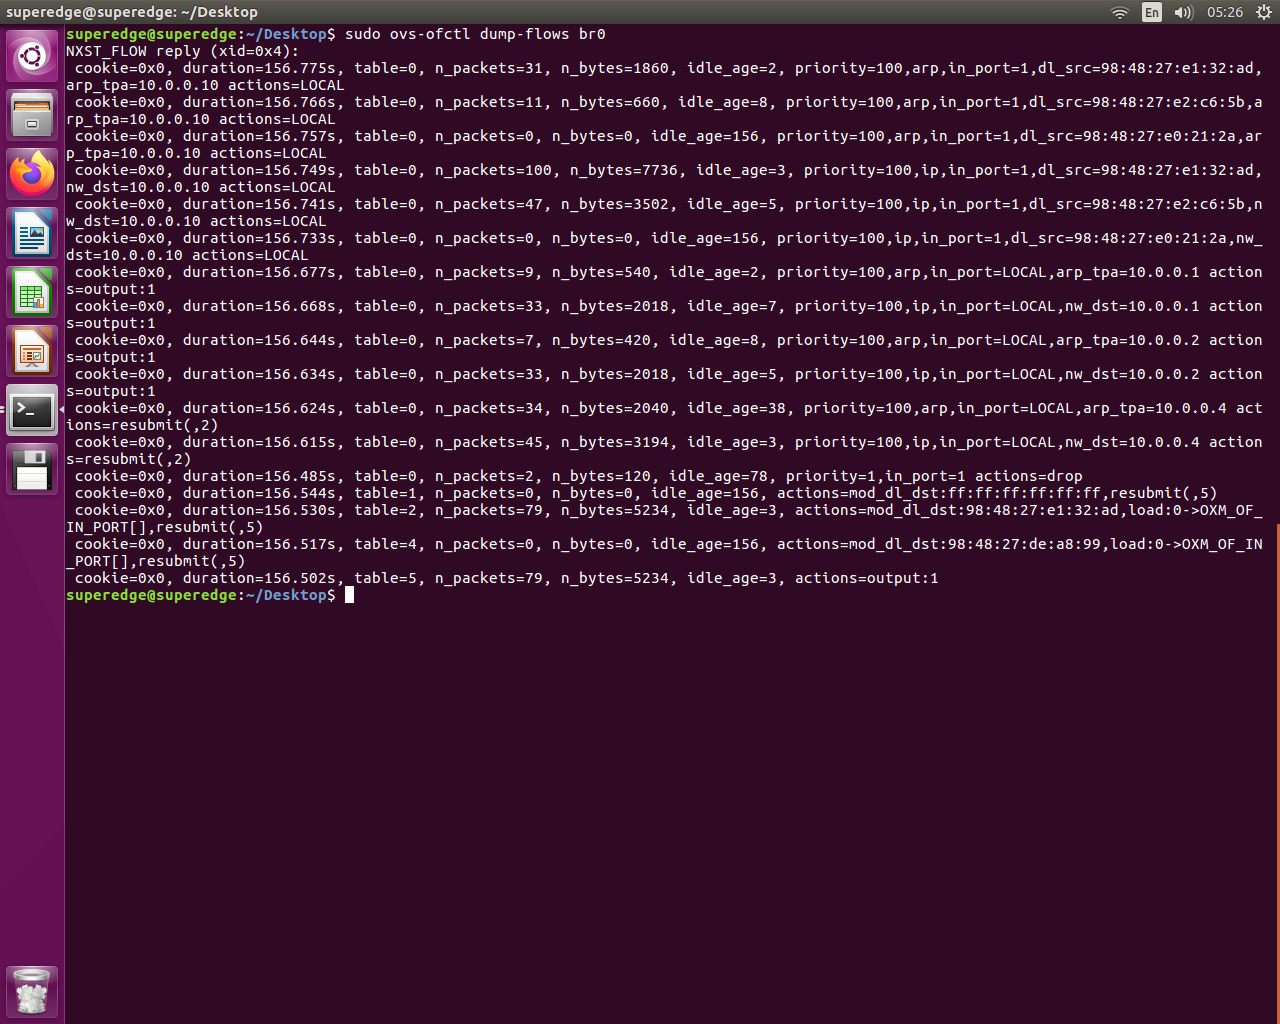 superedge@superedge: ~/Desktop
En
05:26
superedge@superedge:~/Desktop$ sudo ovs-ofctl dump-flows br0
NXST_FLOW reply (xid=0x4):
 cookie=0x0, duration=156.775s, table=0, n_packets=31, n_bytes=1860, idle_age=2, priority=100,arp,in_port=1,dl_src=98:48:27:e1:32:ad,
arp_tpa=10.0.0.10 actions=LOCAL
 cookie=0x0, duration=156.766s, table=0, n_packets=11, n_bytes=660, idle_age=8, priority=100,arp,in_port=1,dl_src=98:48:27:e2:c6:5b,a
rp_tpa=10.0.0.10 actions=LOCAL
 cookie=0x0, duration=156.757s, table=0, n_packets=0, n_bytes=0, idle_age=156, priority=100,arp,in_port=1,dl_src=98:48:27:e0:21:2a,ar
p_tpa=10.0.0.10 actions=LOCAL
 cookie=0x0, duration=156.749s, table=0, n_packets=100, n_bytes=7736, idle_age=3, priority=100,ip,in_port=1,dl_src=98:48:27:e1:32:ad,
nw_dst=10.0.0.10 actions=LOCAL
 cookie=0x0, duration=156.741s, table=0, n_packets=47, n_bytes=3502, idle_age=5, priority=100,ip,in_port=1,dl_src=98:48:27:e2:c6:5b,n
w_dst=10.0.0.10 actions=LOCAL
 cookie=0x0, duration=156.733s, table=0, n_packets=0, n_bytes=0, idle_age=156, priority=100,ip,in_port=1,dl_src=98:48:27:e0:21:2a,nw_
dst=10.0.0.10 actions=LOCAL
 cookie=0x0, duration=156.677s, table=0, n_packets=9, n_bytes=540, idle_age=2, priority=100,arp,in_port=LOCAL,arp_tpa=10.0.0.1 action
s=output:1
 cookie=0x0, duration=156.668s, table=0, n_packets=33, n_bytes=2018, idle_age=7, priority=100,ip,in_port=LOCAL,nw_dst=10.0.0.1 action
s=output:1
 cookie=0x0, duration=156.644s, table=0, n_packets=7, n_bytes=420, idle_age=8, priority=100,arp,in_port=LOCAL,arp_tpa=10.0.0.2 action
s=output:1
 cookie=0x0, duration=156.634s, table=0, n_packets=33, n_bytes=2018, idle_age=5, priority=100,ip,in_port=LOCAL,nw_dst=10.0.0.2 action
s=output:1
 cookie=0x0, duration=156.624s, table=0, n_packets=34, n_bytes=2040, idle_age=38, priority=100,arp,in_port=LOCAL,arp_tpa=10.0.0.4 act
ions=resubmit(,2)
 cookie=0x0, duration=156.615s, table=0, n_packets=45, n_bytes=3194, idle_age=3, priority=100,ip,in_port=LOCAL,nw_dst=10.0.0.4 action
s=resubmit(,2)
 cookie=0x0, duration=156.485s, table=0, n_packets=2, n_bytes=120, idle_age=78, priority=1,in_port=1 actions=drop
 cookie=0x0, duration=156.544s, table=1, n_packets=0, n_bytes=0, idle_age=156, actions=mod_dl_dst:ff:ff:ff:ff:ff:ff,resubmit(,5)
 cookie=0x0, duration=156.530s, table=2, n_packets=79, n_bytes=5234, idle_age=3, actions=mod_dl_dst:98:48:27:e1:32:ad,load:0->OXM_OF_
IN_PORT[],resubmit(,5)
 cookie=0x0, duration=156.517s, table=4, n_packets=0, n_bytes=0, idle_age=156, actions=mod_dl_dst:98:48:27:de:a8:99,load:0->OXM_OF_IN
_PORT[],resubmit(,5)
 cookie=0x0, duration=156.502s, table=5, n_packets=79, n_bytes=5234, idle_age=3, actions=output:1
superedge@superedge:~/Desktop$